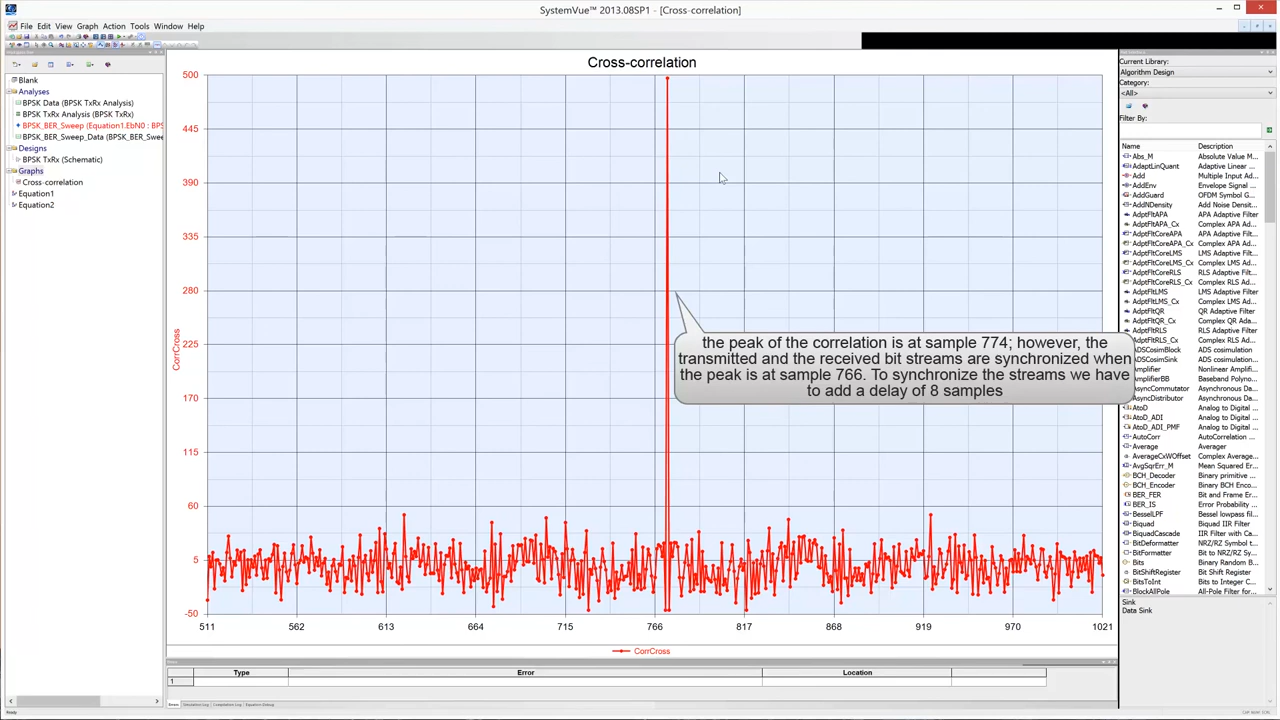 SystemVue™ 2013.08SP1 - [Cross-correlation]
File Edit View Graph Action Tools Window Help
Blank
Analyses
BPSK Data (BPSK TxRx Analysis)
BPSK TxRx Analysis (BPSK TxRx)
BPSK_BER_Sweep (Equation1.EbN0 : BPS
BPSK_BER_Sweep_Data (BPSK_BER_Swee
Designs
BPSK TxRx (Schematic)
Graphs
Cross-correlation
Equation1
Equation2
Cross-correlation
500
445
390
335
280
225
170
115
60
5
-50
CorrCross
511 562 613 664 715 766 817 868 919 970 1021
CorrCross
the peak of the correlation is at sample 774; however, the
transmitted and the received bit streams are synchronized when
the peak is at sample 766. To synchronize the streams we have
to add a delay of 8 samples
Type Error Location
1
Errors Simulation Log Compilation Log Equation Debug
Ready
Current Library:
Algorithm Design
Category:
<All>
Filter By:
Name Description
Abs_M Absolute Value M...
AdaptLinQuant Adaptive Linear ...
Add Multiple Input Ad...
AddEnv Envelope Signal ...
AddGuard OFDM Symbol G...
AddNDensity Add Noise Densit...
AdptFltAPA APA Adaptive Filter
AdptFltAPA_Cx Complex APA Ad...
AdptFltCoreAPA APA Adaptive Filter
AdptFltCoreAPA_Cx Complex APA Ad...
AdptFltCoreLMS LMS Adaptive Filter
AdptFltCoreLMS_Cx Complex LMS Ad...
AdptFltCoreRLS RLS Adaptive Filter
AdptFltCoreRLS_Cx Complex RLS Ad...
AdptFltLMS LMS Adaptive Filter
AdptFltLMS_Cx Complex LMS Ad...
AdptFltQR QR Adaptive Filter
AdptFltQR_Cx Complex QR Ada...
AdptFltRLS RLS Adaptive Filter
AdptFltRLS_Cx Complex RLS Ad...
ADSCosimBlock ADS cosimulation
ADSCosimSink ADS cosimulation ...
Amplifier Nonlinear Amplifi...
AmplifierBB Baseband Polyno...
AsyncCommutator Asynchronous Da...
AsyncDistributor Asynchronous Dat...
AtoD Analog to Digital ...
AtoD_ADI Analog to Digital ...
AtoD_ADI_PMF Analog to Digital ...
AutoCorr AutoCorrelation ...
Average Averager
AverageCxWOffset Complex Average...
AvgSqrErr_M Mean Squared Er...
BCH_Decoder Binary primitive ...
BCH_Encoder Binary BCH Enco...
BER_FER Bit and Frame Er...
BER_IS Error Probability ...
BesselLPF Bessel lowpass fil...
Biquad Biquad IIR Filter
BiquadCascade IIR Filter with Ca...
BitDeformatter NRZ/RZ Symbol t...
BitFormatter Bit to NRZ/RZ Sy...
Bits Binary Random B...
BitShiftRegister Bit Shift Register
BitsToInt Bits to Integer C...
BlockAllPole All-Pole Filter for
Sink
Data Sink